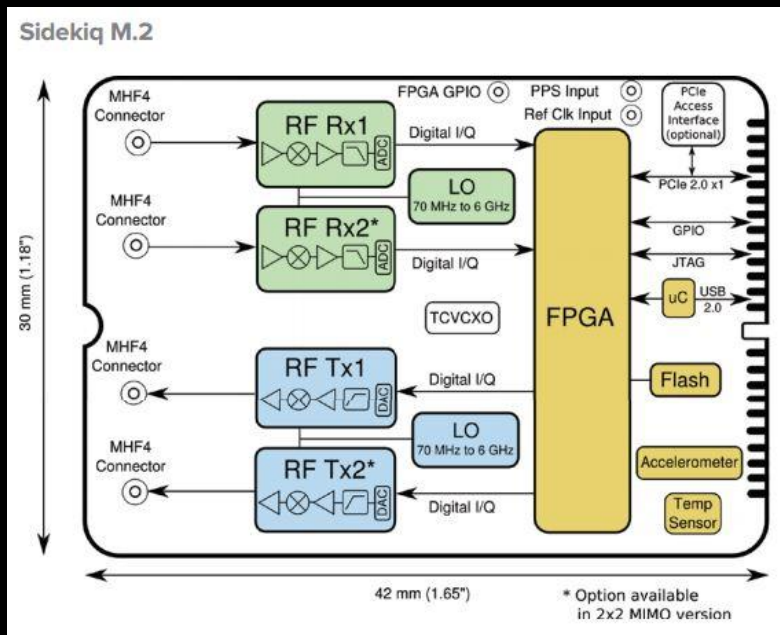 Sidekiq M.2
MHF4
Connector
FPGA GPIO
PPS Input
Ref Clk Input
PCIe
Access
Interface
(optional)
RF Rx1
ADC
Digital I/Q
PCIe 2.0 x1
LO
70 MHz to 6 GHz
MHF4
Connector
RF Rx2*
ADC
Digital I/Q
GPIO
JTAG
uC
USB
2.0
30 mm (1.18")
TCVCXO
FPGA
MHF4
Connector
RF Tx1
DAC
Digital I/Q
Flash
LO
70 MHz to 6 GHz
MHF4
Connector
RF Tx2*
DAC
Digital I/Q
Accelerometer
Temp
Sensor
42 mm (1.65")
* Option available
in 2x2 MIMO version